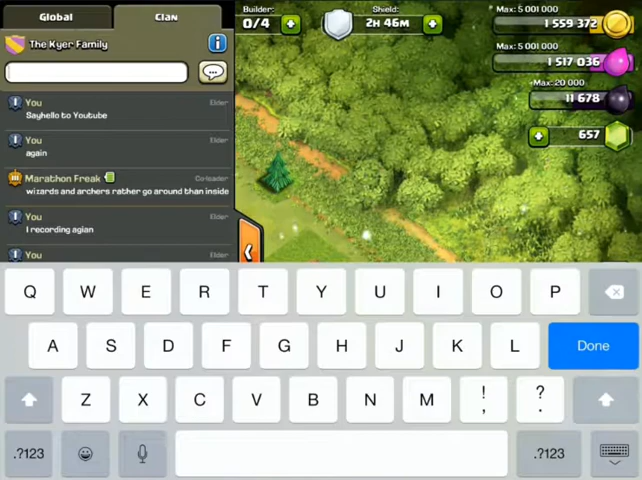 Global
Clan
The Kyer Family
You
Elder
Sayhello to Youtube
You
Elder
again
Marathon Freak
Co-leader
wizards and archers rather go around than inside
You
Elder
I recording agian
You
Elder
Builder:
0/4
Shield:
2H 46M
Max: 5 001 000
1 559 372
Max: 5 001 000
1 517 036
Max: 20 000
11 678
657
Q W E R T Y U I O P
A S D F G H J K L Done
Z X C V B N M ! , ? .
.?123 .?123